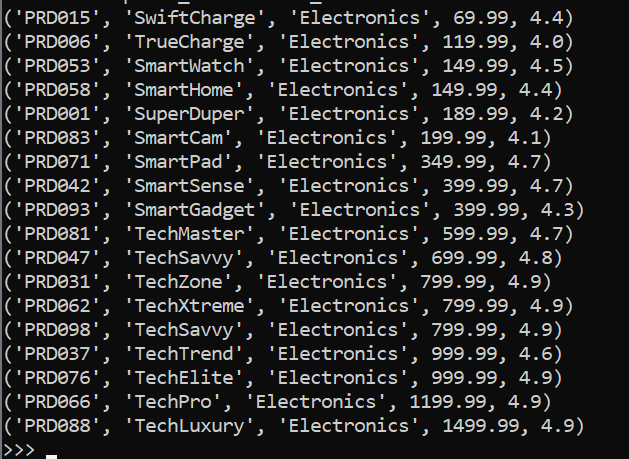 ('PRD015', 'SwiftCharge', 'Electronics', 69.99, 4.4)
('PRD006', 'TrueCharge', 'Electronics', 119.99, 4.0)
('PRD053', 'SmartWatch', 'Electronics', 149.99, 4.5)
('PRD058', 'SmartHome', 'Electronics', 149.99, 4.4)
('PRD001', 'SuperDuper', 'Electronics', 189.99, 4.2)
('PRD083', 'SmartCam', 'Electronics', 199.99, 4.1)
('PRD071', 'SmartPad', 'Electronics', 349.99, 4.7)
('PRD042', 'SmartSense', 'Electronics', 399.99, 4.7)
('PRD093', 'SmartGadget', 'Electronics', 399.99, 4.3)
('PRD081', 'TechMaster', 'Electronics', 599.99, 4.7)
('PRD047', 'TechSavvy', 'Electronics', 699.99, 4.8)
('PRD031', 'TechZone', 'Electronics', 799.99, 4.9)
('PRD062', 'TechXtreme', 'Electronics', 799.99, 4.9)
('PRD098', 'TechSavvy', 'Electronics', 799.99, 4.9)
('PRD037', 'TechTrend', 'Electronics', 999.99, 4.6)
('PRD076', 'TechElite', 'Electronics', 999.99, 4.9)
('PRD066', 'TechPro', 'Electronics', 1199.99, 4.9)
('PRD088', 'TechLuxury', 'Electronics', 1499.99, 4.9)
>>>